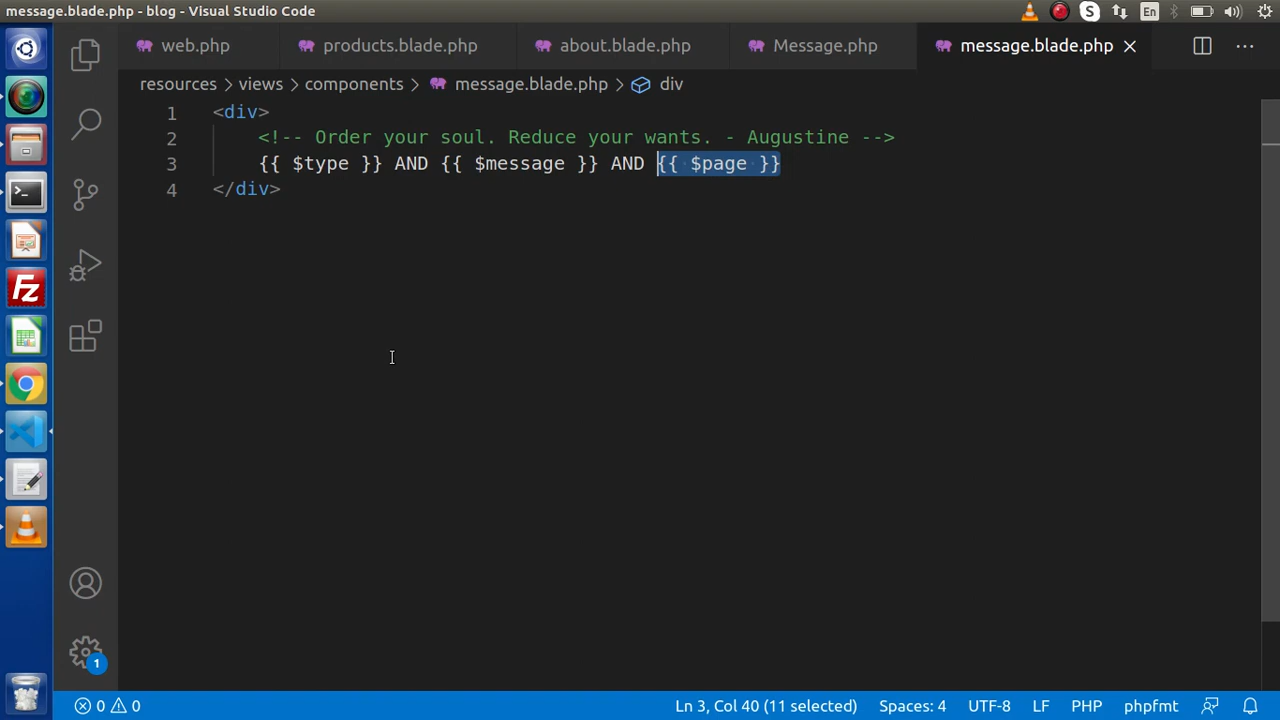 message.blade.php - blog - Visual Studio Code
S
En
web.php
products.blade.php
about.blade.php
Message.php
message.blade.php
resources > views > components > message.blade.php > div
1 <div>
2 <!-- Order your soul. Reduce your wants. - Augustine -->
3 {{ $type }} AND {{ $message }} AND {{ $page }}
4 </div>
Fz
1
0 0
Ln 3, Col 40 (11 selected)
Spaces: 4
UTF-8
LF
PHP
phpfmt